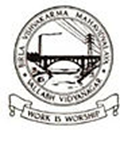 BIRLA VISHVAKARMA MAHAVIDYALAYA
VALLABH VIDYANAGAR
WORK IS WORSHIP